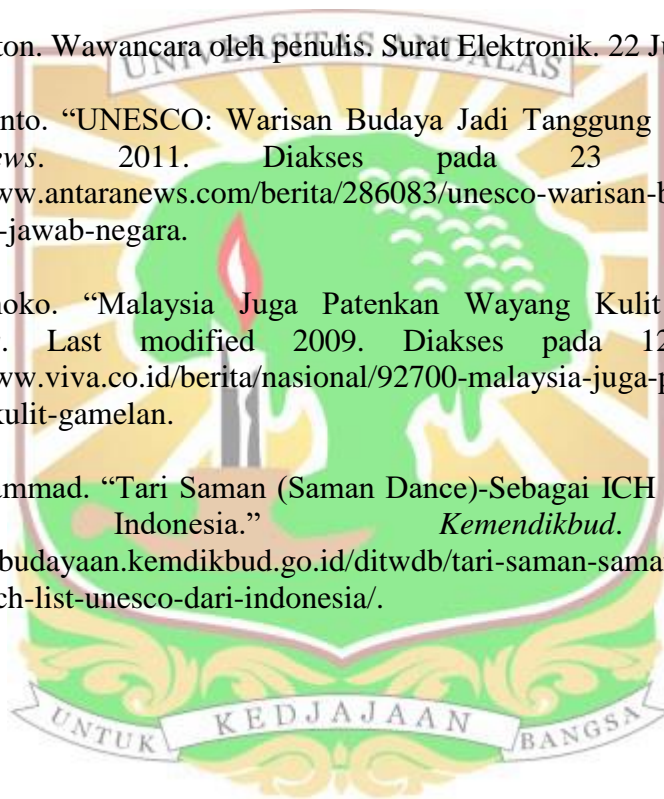 UNIVERSITAS ANDALAS
ton. Wawancara oleh penulis. Surat Elektronik. 22 Ju
nto. “UNESCO: Warisan Budaya Jadi Tanggung
ews. 2011. Diakses pada 23
ww.antaranews.com/berita/286083/unesco-warisan-b
-jawab-negara.
noko. “Malaysia Juga Patenkan Wayang Kulit
. Last modified 2009. Diakses pada 12
ww.viva.co.id/berita/nasional/92700-malaysia-juga-p
kulit-gamelan.
ammad. “Tari Saman (Saman Dance)-Sebagai ICH
Indonesia.” Kemendikbud.
budayaan.kemdikbud.go.id/ditwdb/tari-saman-sama
ch-list-unesco-dari-indonesia/.
UNTUK KEDJAJAAN BANGSA